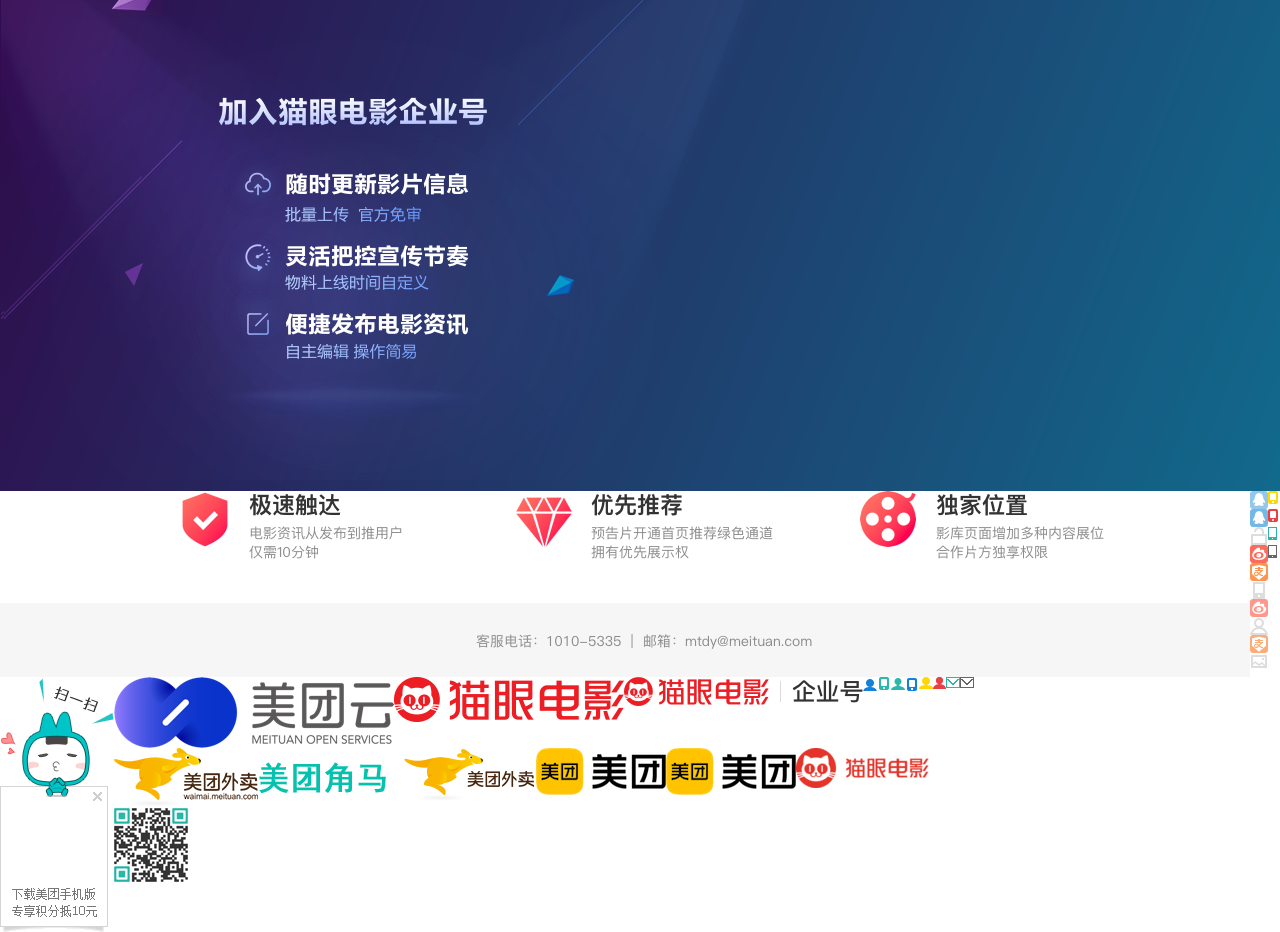 加入猫眼电影企业号
随时更新影片信息
批量上传 官方免审
灵活把控宣传节奏
物料上线时间自定义
便捷发布电影资讯
自主编辑 操作简易
极速触达
电影资讯从发布到推用户
仅需10分钟
优先推荐
预告片开通首页推荐绿色通道
拥有优先展示权
独家位置
影库页面增加多种内容展位
合作片方独享权限
支
支
客服电话：1010-5335 | 邮箱：mtdy@meituan.com
扫一扫
美团云
MEITUAN OPEN SERVICES
猫眼电影
猫眼电影 | 企业号
美团外卖
waimai.meituan.com
美团角马
美团外卖
美团 美团
美团 美团
猫眼电影
下载美团手机版
专享积分抵10元